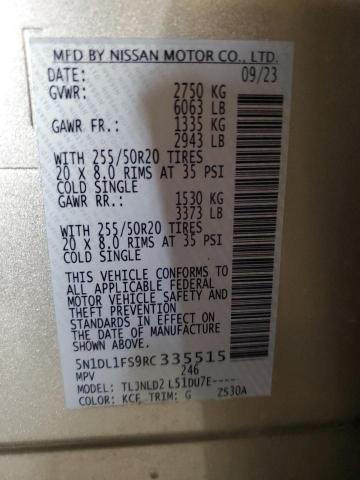 MFD BY NISSAN MOTOR CO., LTD.
DATE: 09/23
GVWR: 2750 KG
6063 LB
GAWR FR.: 1335 KG
2943 LB
WITH 255/50R20 TIRES
20 X 8.0 RIMS AT 35 PSI
COLD SINGLE
GAWR RR.: 1530 KG
3373 LB
WITH 255/50R20 TIRES
20 X 8.0 RIMS AT 35 PSI
COLD SINGLE
THIS VEHICLE CONFORMS TO
ALL APPLICABLE FEDERAL
MOTOR VEHICLE SAFETY AND
THEFT PREVENTION
STANDARDS IN EFFECT ON
THE DATE OF MANUFACTURE
SHOWN ABOVE.
5N1DL1FS9RC335515
MPV 246
MODEL: TLJNLD2 L51DU7E----
COLOR: KCF TRIM: G ZS30A